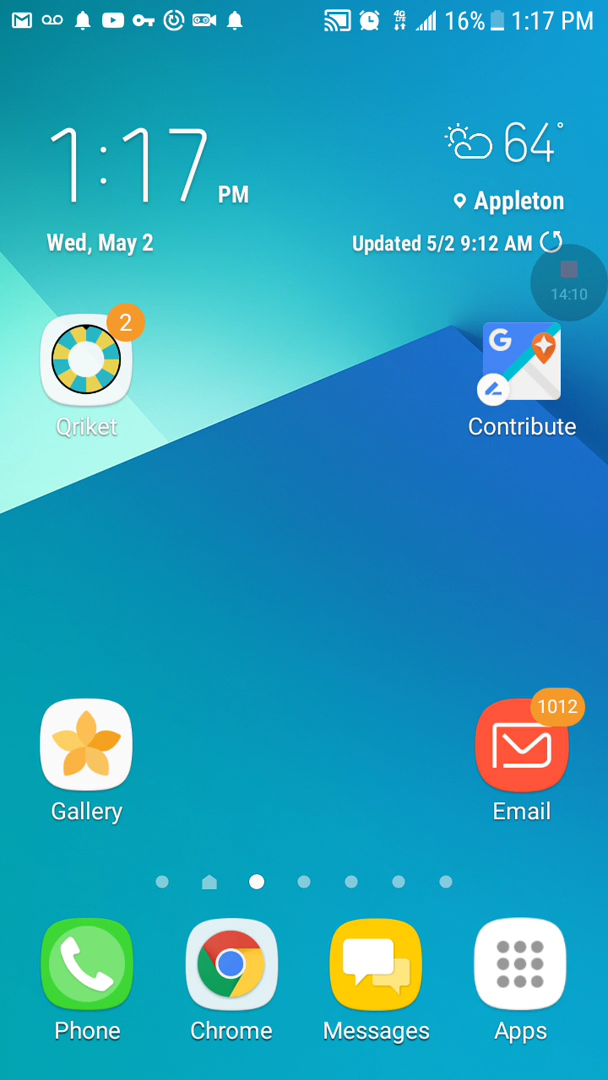 16% 1:17 PM
1:17 PM
64°
Appleton
Wed, May 2
Updated 5/2 9:12 AM
14:10
2
G
Qriket
Contribute
1012
Gallery
Email
Phone
Chrome
Messages
Apps